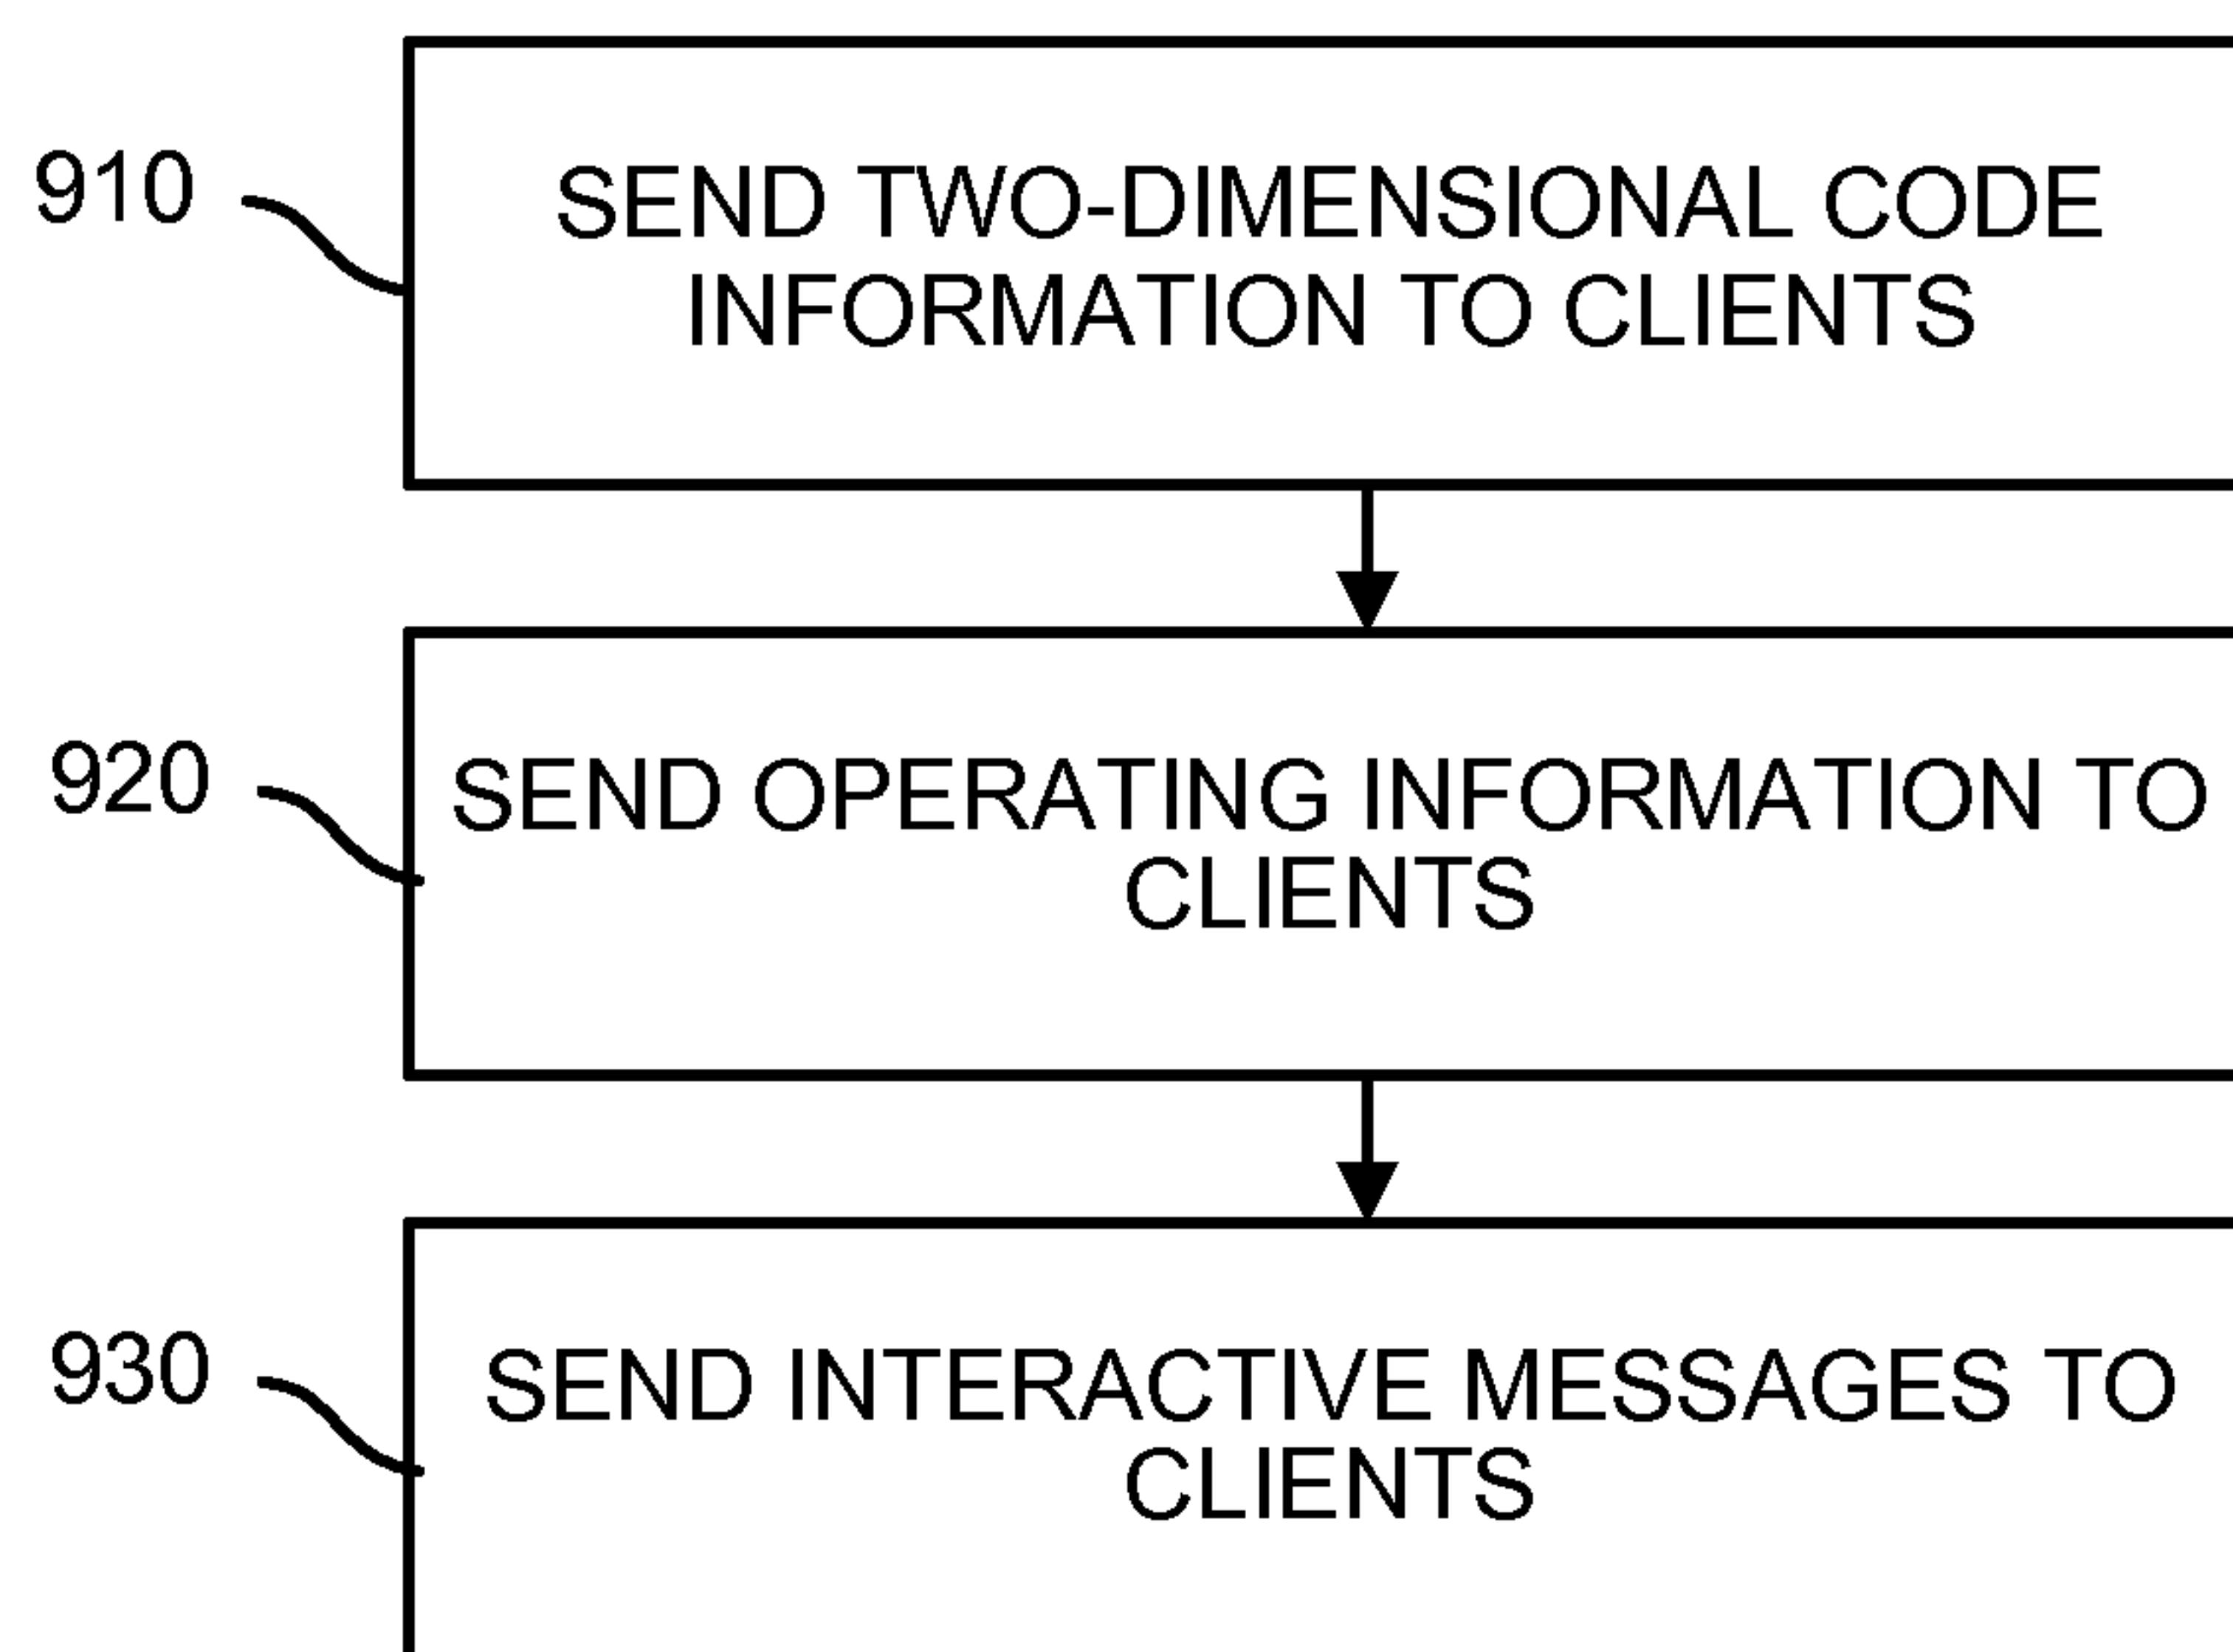 910
SEND TWO-DIMENSIONAL CODE
INFORMATION TO CLIENTS
920
SEND OPERATING INFORMATION TO
CLIENTS
930
SEND INTERACTIVE MESSAGES TO
CLIENTS